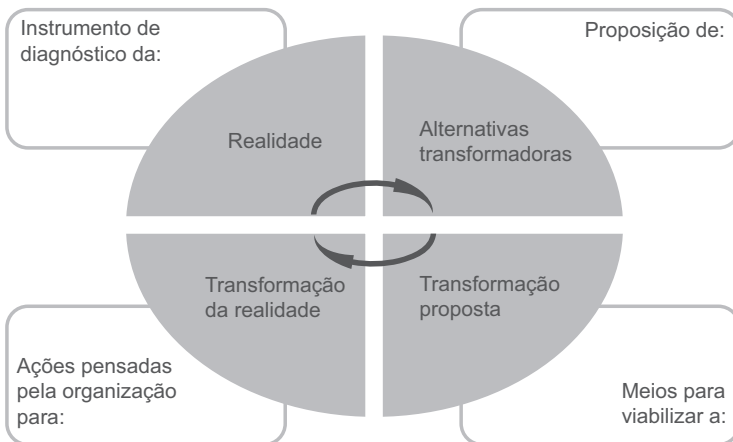 Instrumento de
diagnóstico da:
Realidade
Proposição de:
Alternativas
transformadoras
Transformação
da realidade
Ações pensadas
pela organização
para:
Transformação
proposta
Meios para
viabilizar a: